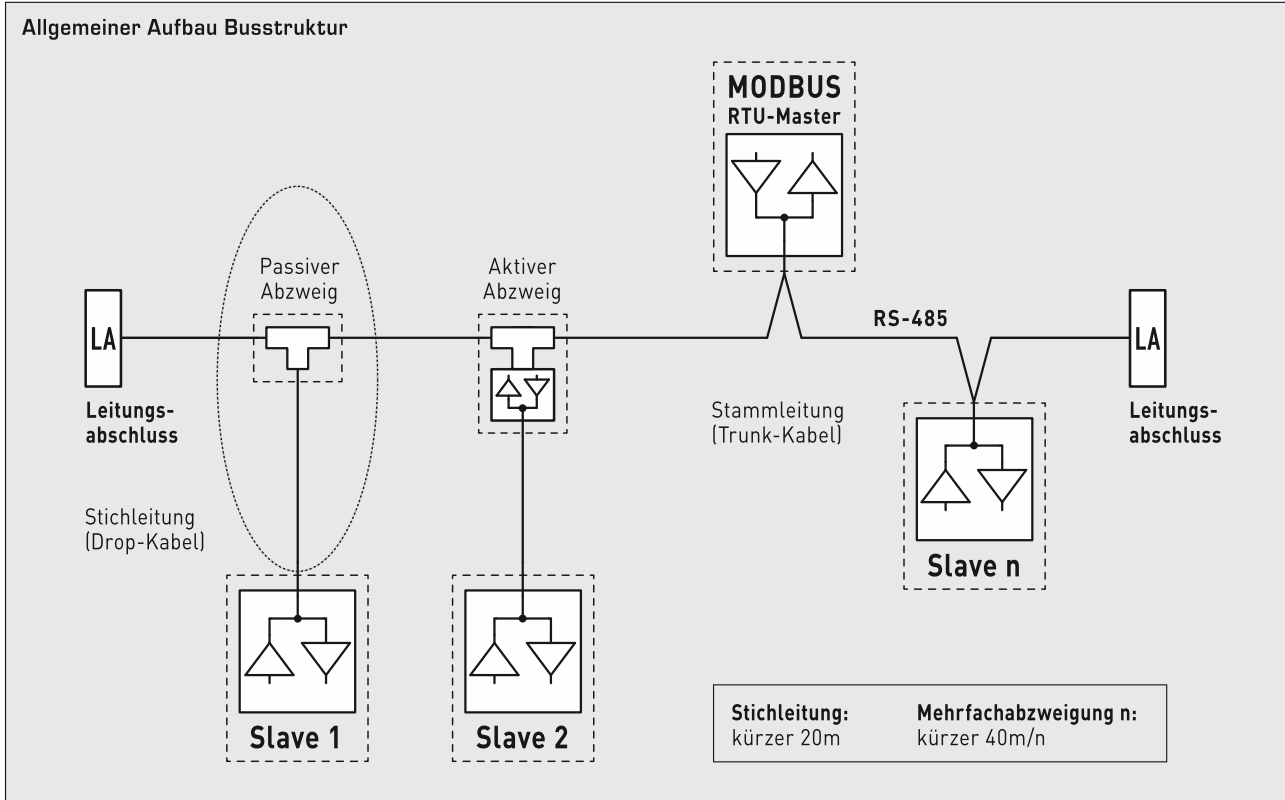 Allgemeiner Aufbau Busstruktur
MODBUS
RTU-Master
Passiver
Abzweig
Aktiver
Abzweig
RS-485
LA
LA
Leitungs-
abschluss
Stammleitung
(Trunk-Kabel)
Leitungs-
abschluss
Stichleitung
(Drop-Kabel)
Slave n
Slave 1
Slave 2
Stichleitung:
kürzer 20m
Mehrfachabzweigung n:
kürzer 40m/n